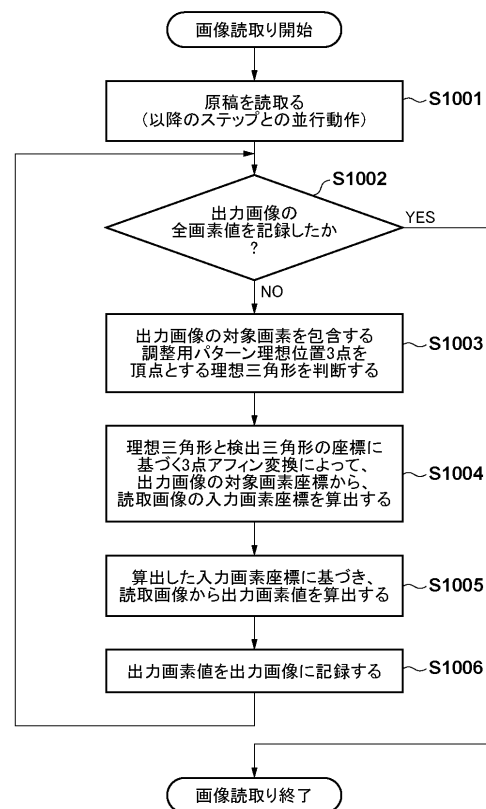 画像読取り開始
原稿を読取る
(以降のステップとの並行動作)
S1001
S1002
出力画像の
全画素値を記録したか
?
YES
NO
出力画像の対象画素を包含する
調整用パターン理想位置3点を
頂点とする理想三角形を判断する
S1003
理想三角形と検出三角形の座標に
基づく3点アフィン変換によって、
出力画像の対象画素座標から、
読取画像の入力画素座標を算出する
S1004
算出した入力画素座標に基づき、
読取画像から出力画素値を算出する
S1005
出力画素値を出力画像に記録する
S1006
画像読取り終了